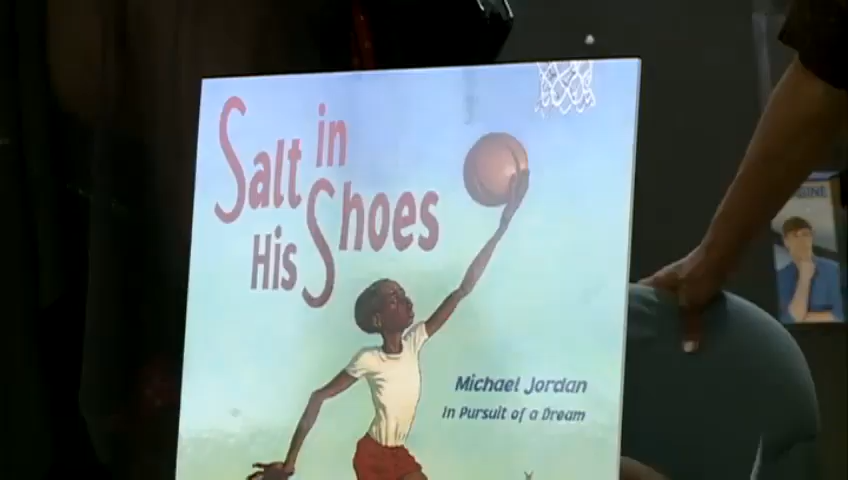 Salt in
His Shoes
Michael Jordan
In Pursuit of a Dream